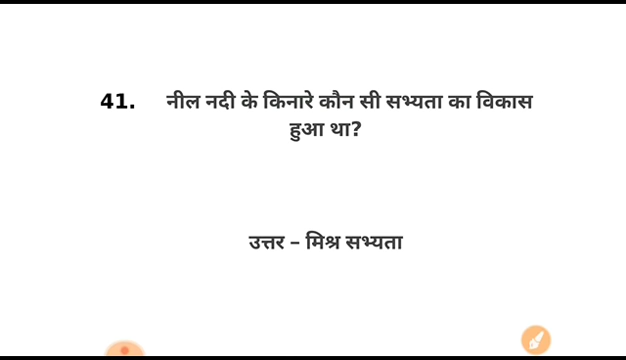 41. नील नदी के किनारे कौन सी सभ्यता का विकास
हुआ था?
उत्तर – मिश्र सभ्यता